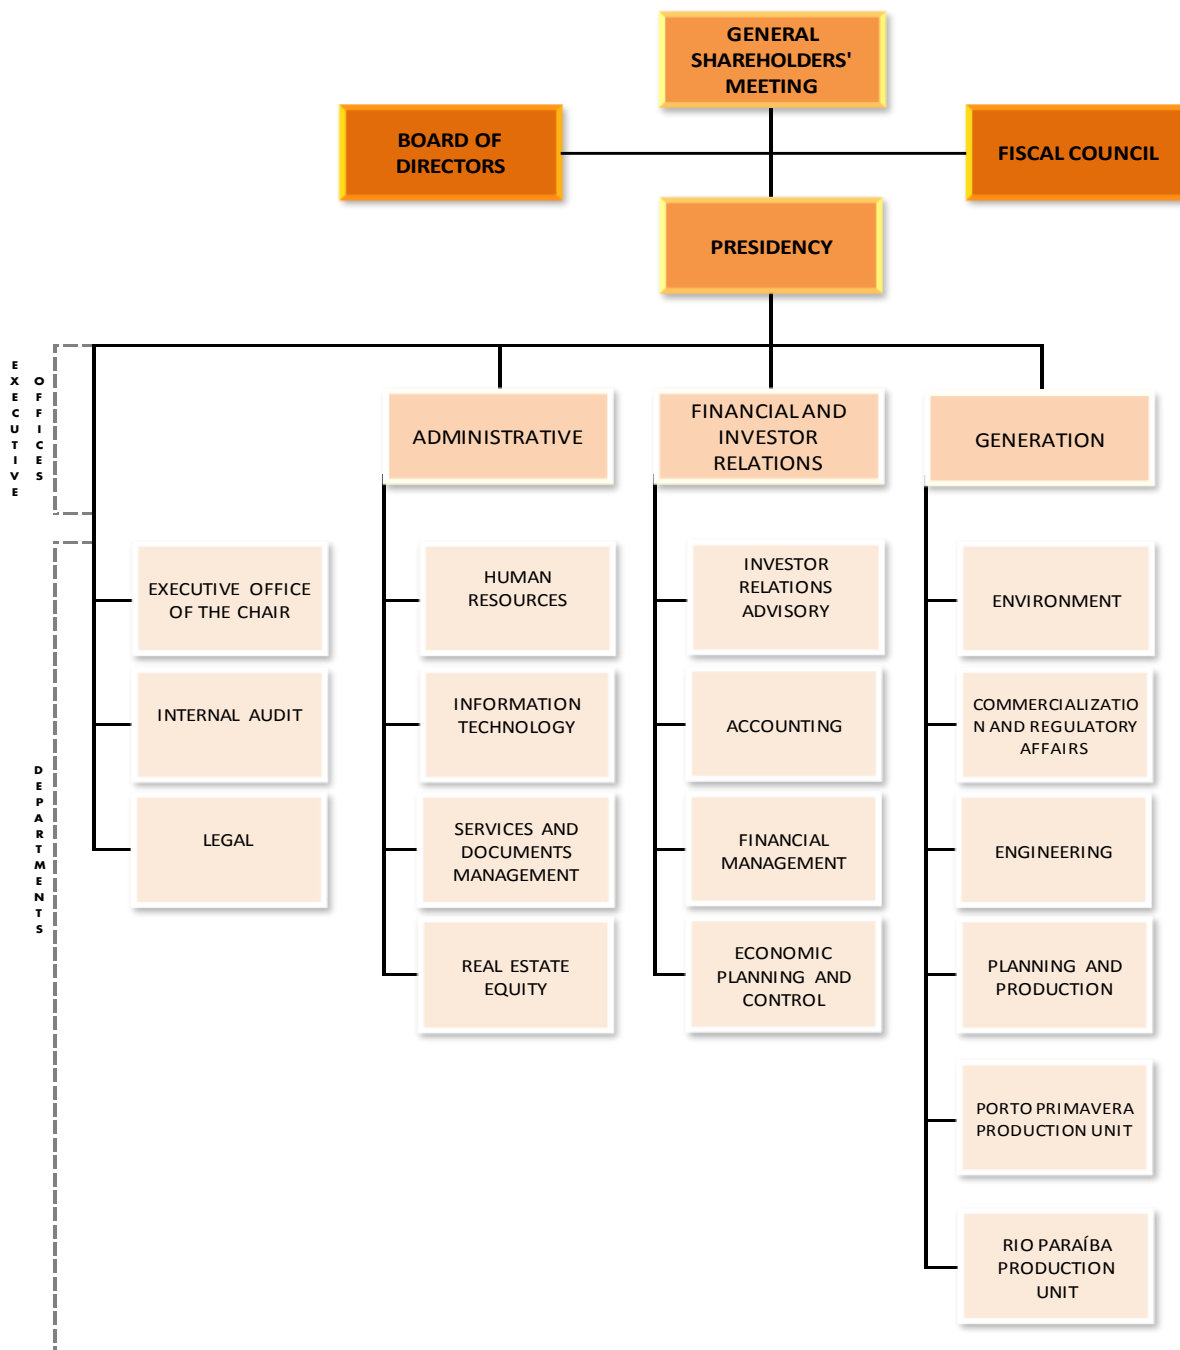 GENERAL
SHAREHOLDERS'
MEETING
BOARD OF
DIRECTORS
FISCAL COUNCIL
PRESIDENCY
EXECUTIVE
OFFICES
ADMINISTRATIVE
FINANCIAL AND
INVESTOR
RELATIONS
GENERATION
DEPARTMENTS
EXECUTIVE OFFICE
OF THE CHAIR
INTERNAL AUDIT
LEGAL
HUMAN
RESOURCES
INFORMATION
TECHNOLOGY
SERVICES AND
DOCUMENTS
MANAGEMENT
REAL ESTATE
EQUITY
INVESTOR
RELATIONS
ADVISORY
ACCOUNTING
FINANCIAL
MANAGEMENT
ECONOMIC
PLANNING AND
CONTROL
ENVIRONMENT
COMMERCIALIZATIO
N AND REGULATORY
AFFAIRS
ENGINEERING
PLANNING AND
PRODUCTION
PORTO PRIMAVERA
PRODUCTION UNIT
RIO PARAÍBA
PRODUCTION
UNIT